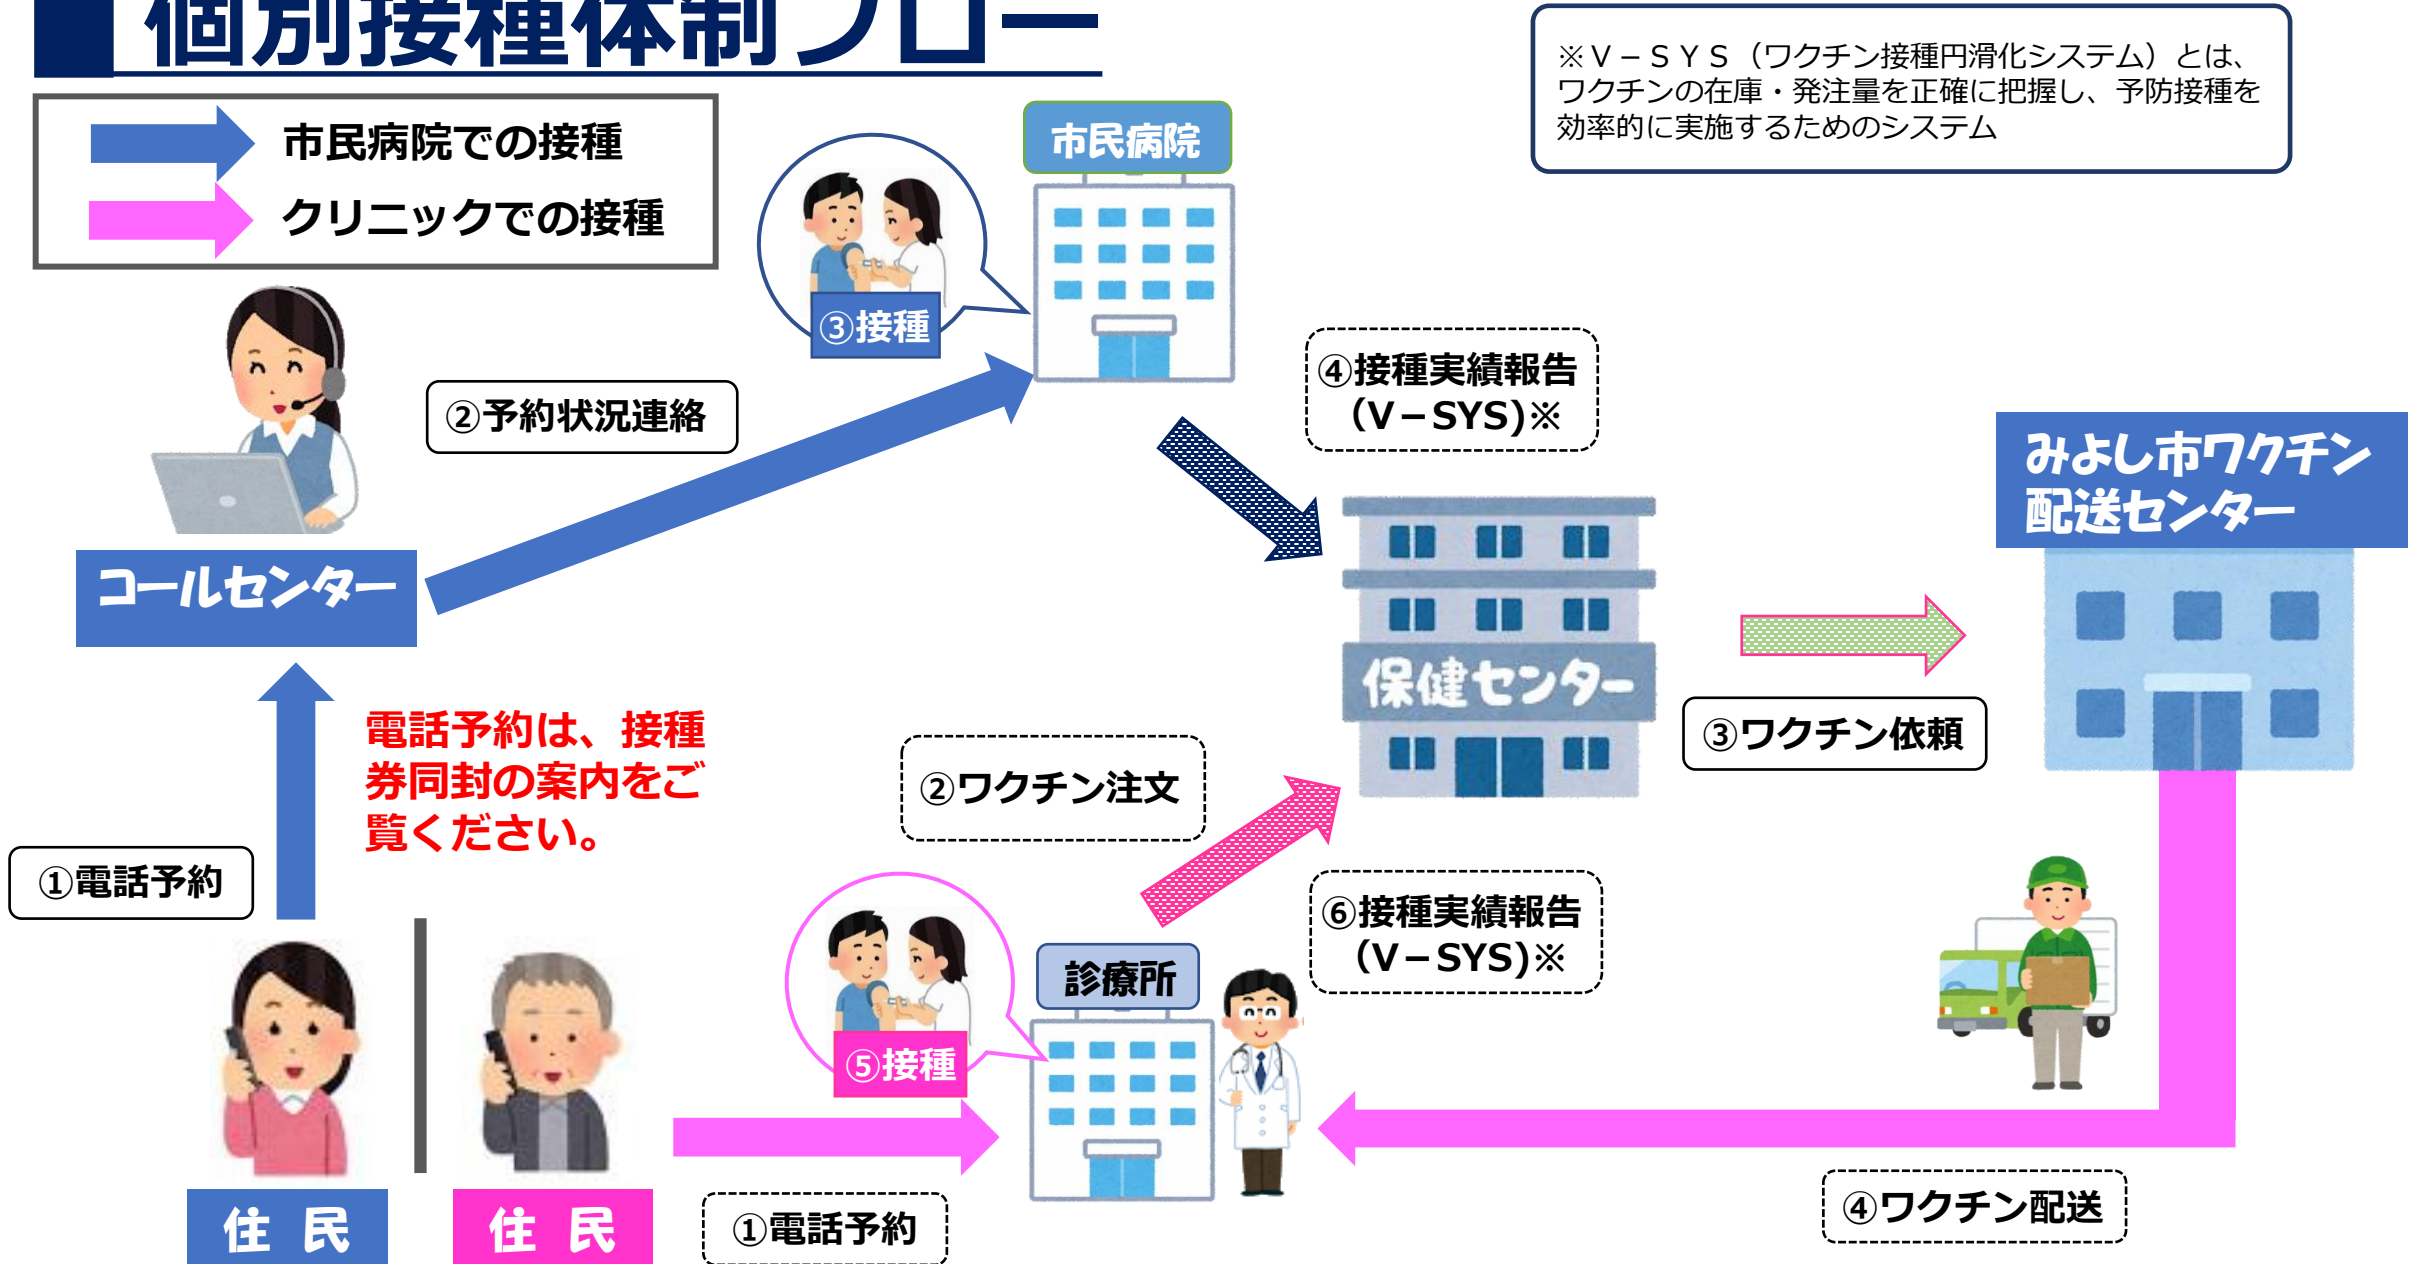 個別接種体制フロー
※V－SYS（ワクチン接種円滑化システム）とは、
ワクチンの在庫・発注量を正確に把握し、予防接種を
効率的に実施するためのシステム
市民病院での接種
クリニックでの接種
市民病院
③接種
②予約状況連絡
④接種実績報告
（V－SYS)※
コールセンター
みよし市ワクチン
配送センター
保健センター
③ワクチン依頼
電話予約は、接種
券同封の案内をご
覧ください。
①電話予約
②ワクチン注文
⑥接種実績報告
（V－SYS)※
診療所
⑤接種
住 民
住 民
①電話予約
④ワクチン配送